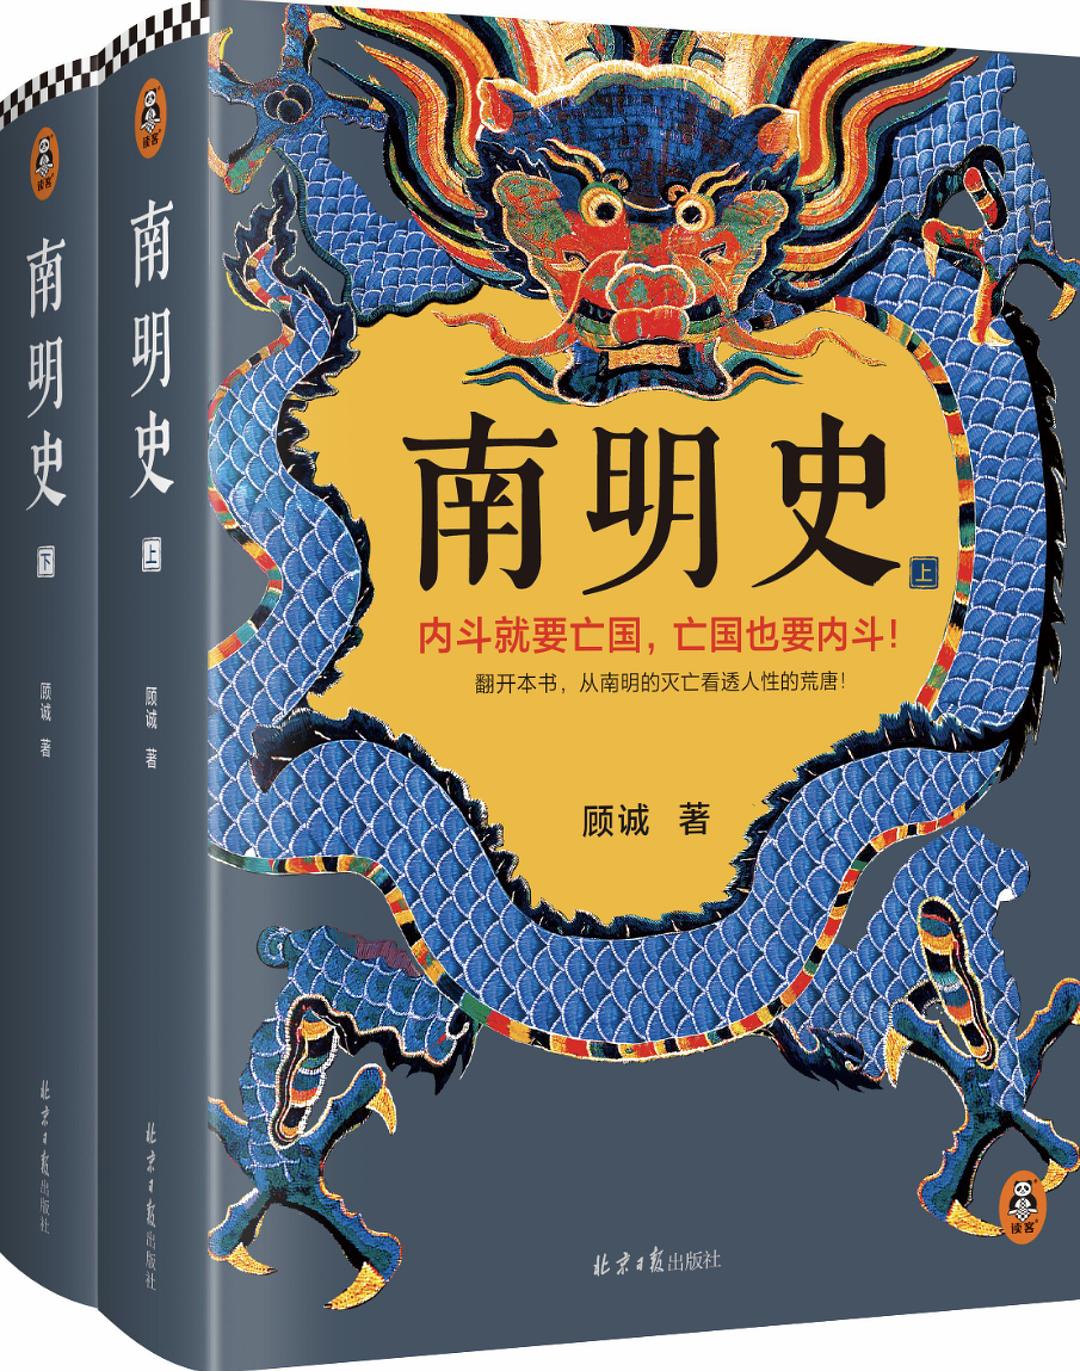 读客
南明史
下
顾诚 著
北京日报出版社
读客
南明史
上
顾诚 著
北京日报出版社
南明史
上
内斗就要亡国，亡国也要内斗！
翻开本书，从南明的灭亡看透人性的荒唐！
顾诚 著
读客
北京日报出版社